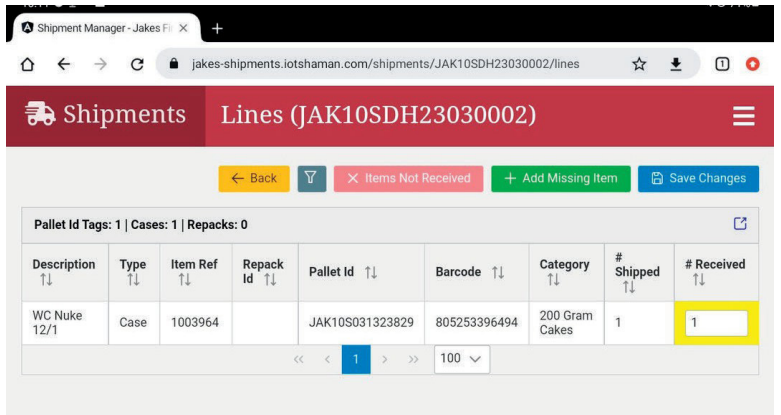 Shipment Manager - Jakes Fi
jakes-shipments.iotshaman.com/shipments/JAK10SDH23030002/lines
1
Shipments
Lines (JAK10SDH23030002)
Back
Items Not Received
Add Missing Item
Save Changes
Pallet Id Tags: 1 | Cases: 1 | Repacks: 0
Description Type Item Ref Repack Id Pallet Id Barcode Category # Shipped # Received
WC Nuke 12/1 Case 1003964 JAK10S031323829 805253396494 200 Gram Cakes 1 1
<< < 1 > >> 100